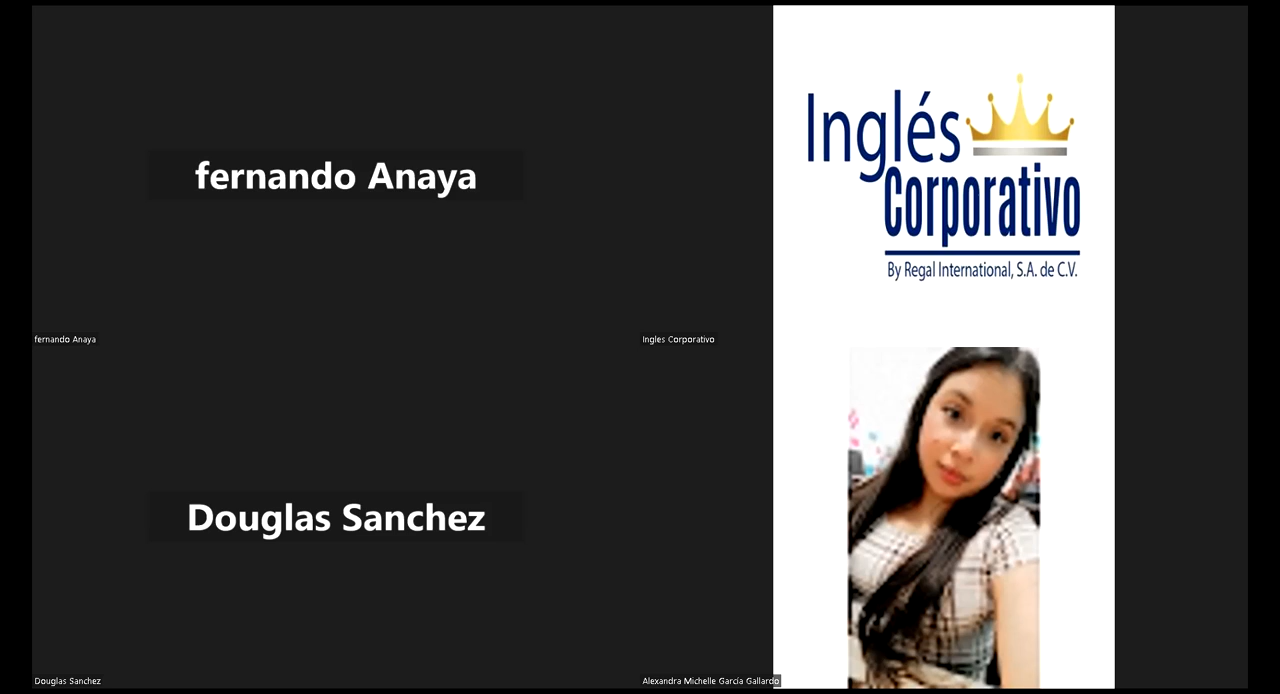 fernando Anaya
fernando Anaya
Inglés
Corporativo
By Regal International, S.A. de C.V.
Ingles Corporativo
Douglas Sanchez
Douglas Sanchez
Alexandra Michelle García Gallardo